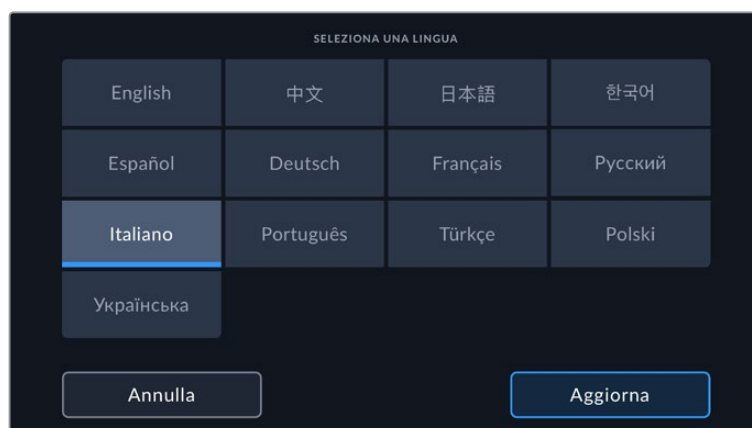 SELEZIONA UNA LINGUA
English 中文 日本語 한국어
Español Deutsch Français Русский
Italiano Português Türkçe Polski
Українська
Annulla Aggiorna